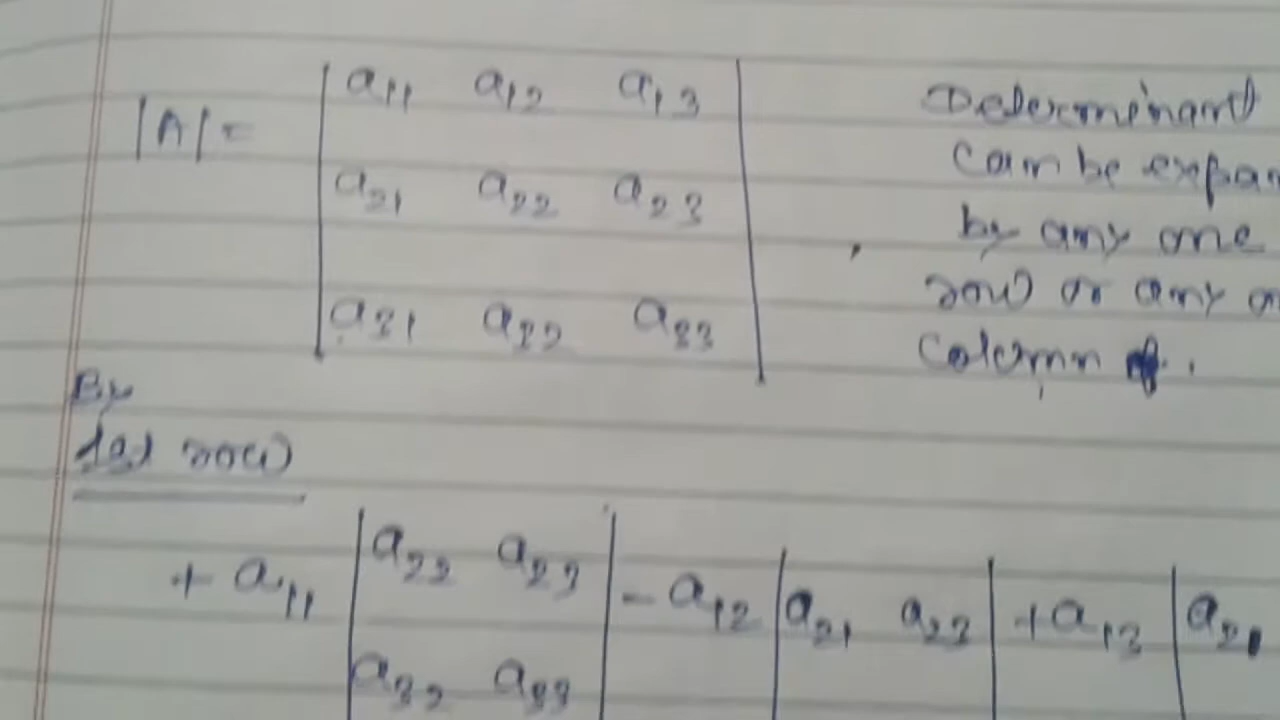 |A| =
a11 a12 a13
a21 a22 a23
a31 a32 a33
,
Determinant
can be expan
by any one
row or any o
column
By
1st row
+ a11 | a22 a23 | - a12 | a21 a23 | + a13 | a21
a32 a33